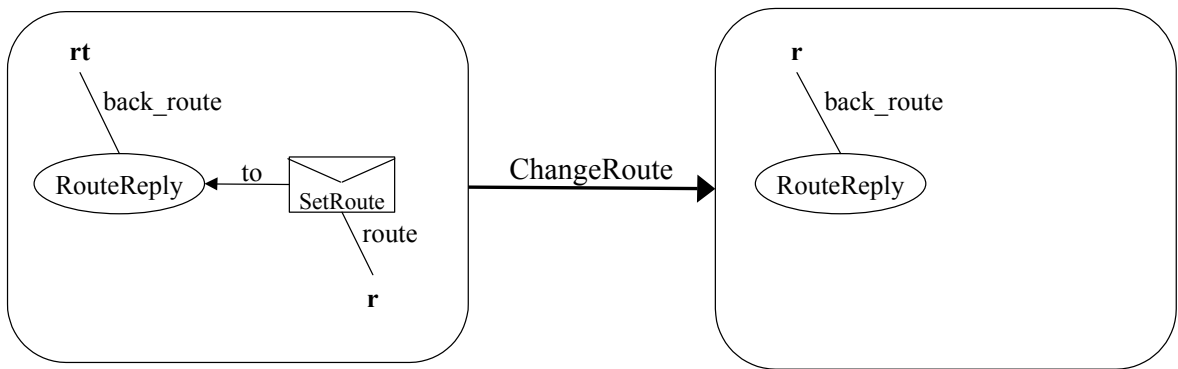 rt
back_route
RouteReply
to
SetRoute
route
r
ChangeRoute
r
back_route
RouteReply